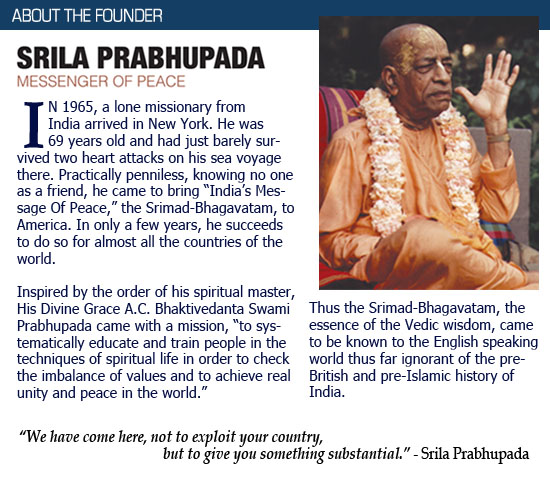 ABOUT THE FOUNDER
SRILA PRABHUPADA
MESSENGER OF PEACE
IN 1965, a lone missionary from
India arrived in New York. He was
69 years old and had just barely sur-
vived two heart attacks on his sea voyage
there. Practically penniless, knowing no one
as a friend, he came to bring “India’s Mes-
sage Of Peace,” the Srimad-Bhagavatam, to
America. In only a few years, he succeeds
to do so for almost all the countries of the
world.
Inspired by the order of his spiritual master,
His Divine Grace A.C. Bhaktivedanta Swami
Prabhupada came with a mission, “to sys-
tematically educate and train people in the
techniques of spiritual life in order to check
the imbalance of values and to achieve real
unity and peace in the world.”
Thus the Srimad-Bhagavatam, the
essence of the Vedic wisdom, came
to be known to the English speaking
world thus far ignorant of the pre-
British and pre-Islamic history of
India.
“We have come here, not to exploit your country,
but to give you something substantial.” - Srila Prabhupada